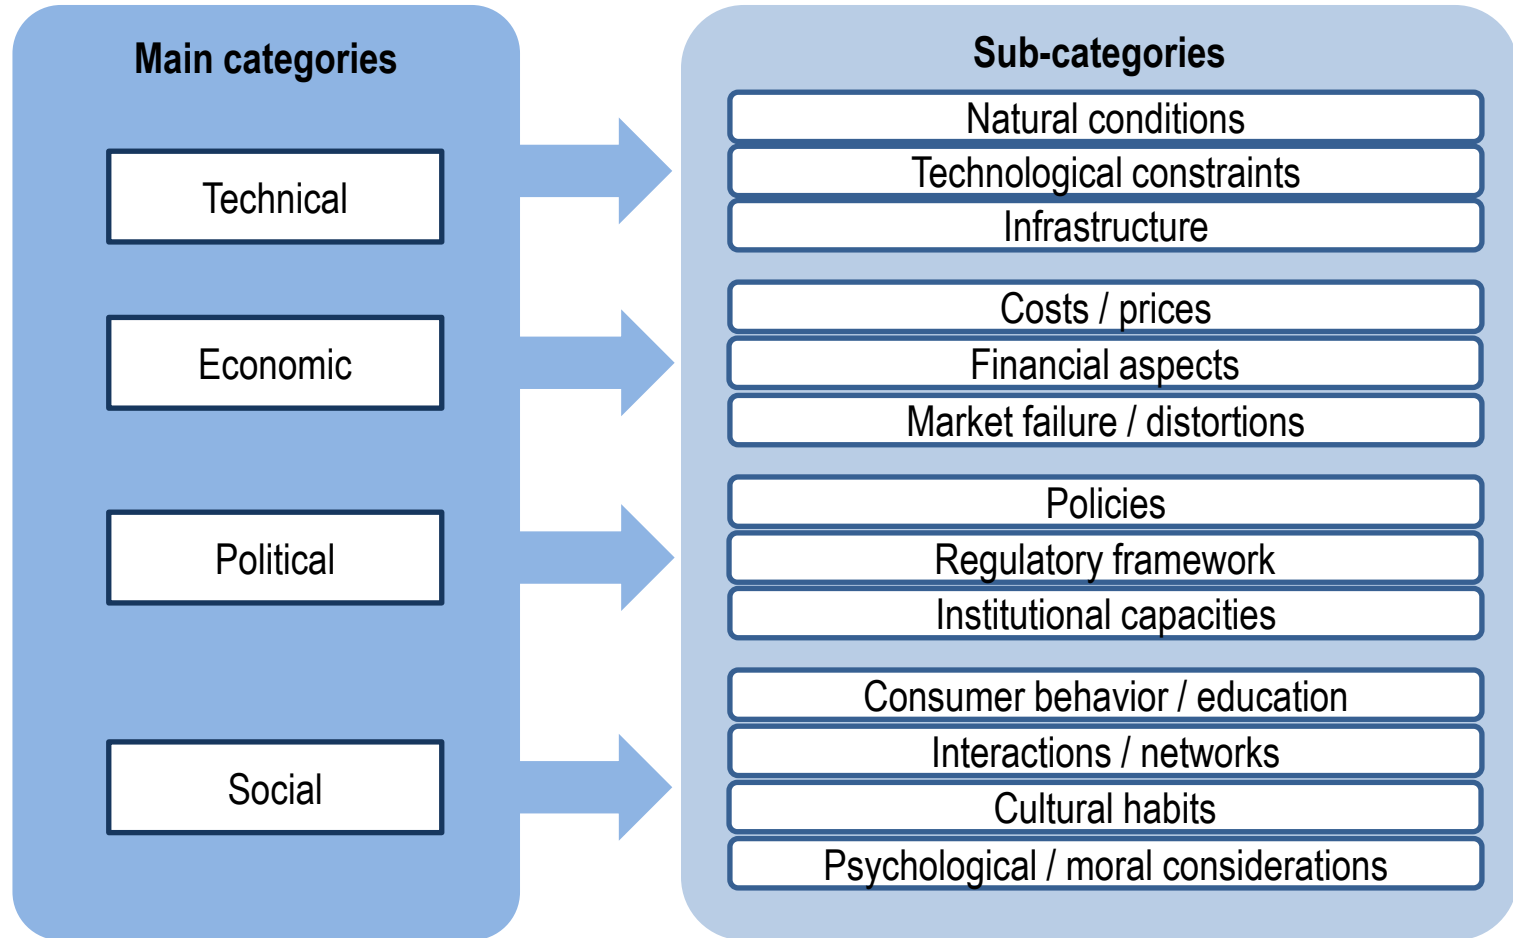 Main categories
Technical
Economic
Political
Social
Sub-categories
Natural conditions
Technological constraints
Infrastructure
Costs / prices
Financial aspects
Market failure / distortions
Policies
Regulatory framework
Institutional capacities
Consumer behavior / education
Interactions / networks
Cultural habits
Psychological / moral considerations